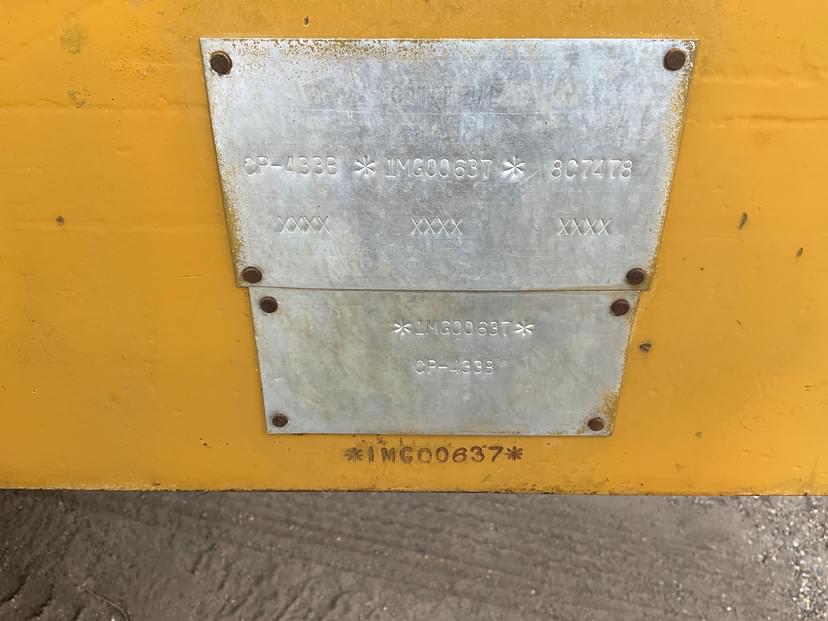 CP-433B *1MG00637 * 8C7478
XXXX XXXX XXXX
*1MG00637*
CP-433B
*1MG00637*